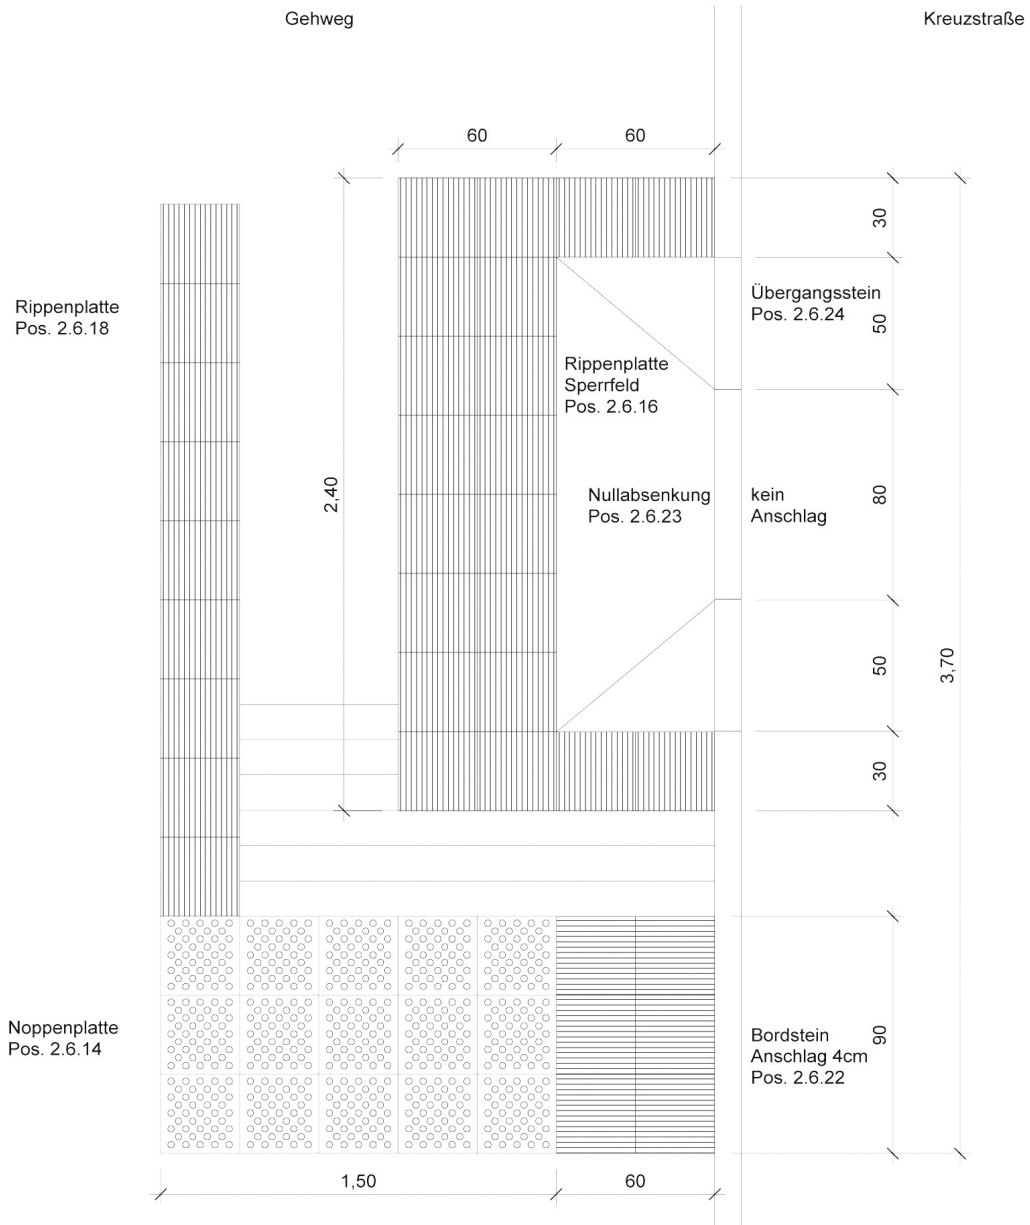 Gehweg
Kreuzstraße
60
60
30
Rippenplatte
Pos. 2.6.18
Übergangsstein
Pos. 2.6.24
50
Rippenplatte
Sperrfeld
Pos. 2.6.16
2,40
Nullabsenkung
Pos. 2.6.23
kein
Anschlag
80
50
3,70
30
Noppenplatte
Pos. 2.6.14
Bordstein
Anschlag 4cm
Pos. 2.6.22
90
1,50
60